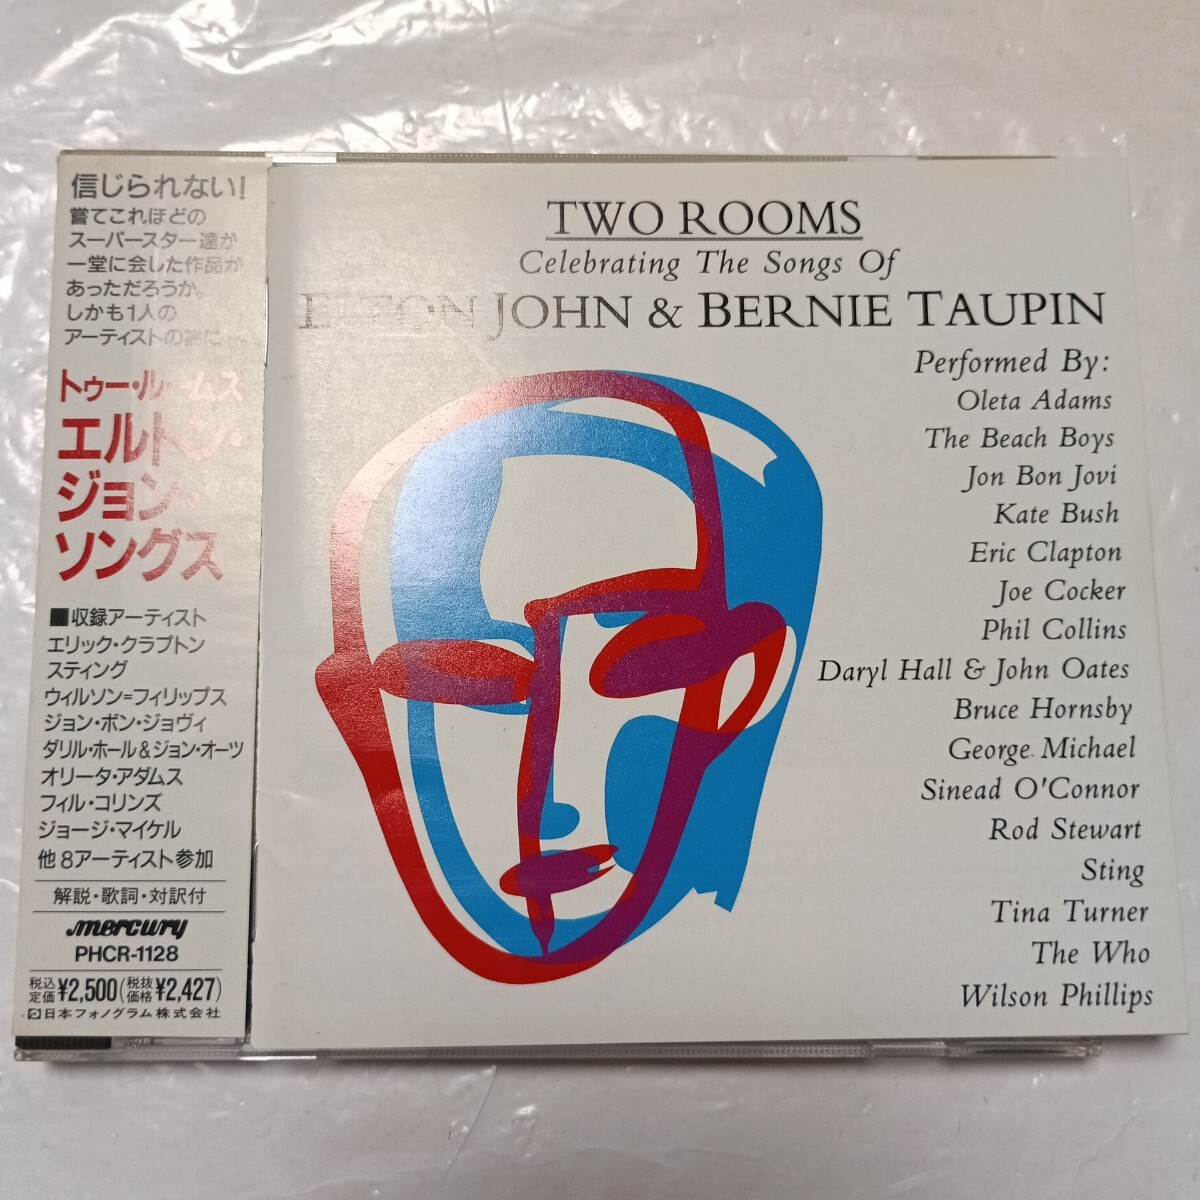 信じられない!
嘗てこれほどの
スーパースター達が
一堂に会した作品が
あっただろうか。
しかも1人の
アーティストの為に…
トゥー・ルームス
エルトン・
ジョン・
ソングス
■収録アーティスト
エリック・クラプトン
スティング
ウィルソン=フィリップス
ジョン・ボン・ジョヴィ
ダリル・ホール&ジョン・オーツ
オリータ・アダムス
フィル・コリンズ
ジョージ・マイケル
他8アーティスト参加
解説・歌詞・対訳付
mercury
PHCR-1128
税込定価¥2,500(税抜価格¥2,427)
日本フォノグラム株式会社
TWO ROOMS
Celebrating The Songs Of
ELTON JOHN & BERNIE TAUPIN
Performed By:
Oleta Adams
The Beach Boys
Jon Bon Jovi
Kate Bush
Eric Clapton
Joe Cocker
Phil Collins
Daryl Hall & John Oates
Bruce Hornsby
George Michael
Sinead O'Connor
Rod Stewart
Sting
Tina Turner
The Who
Wilson Phillips